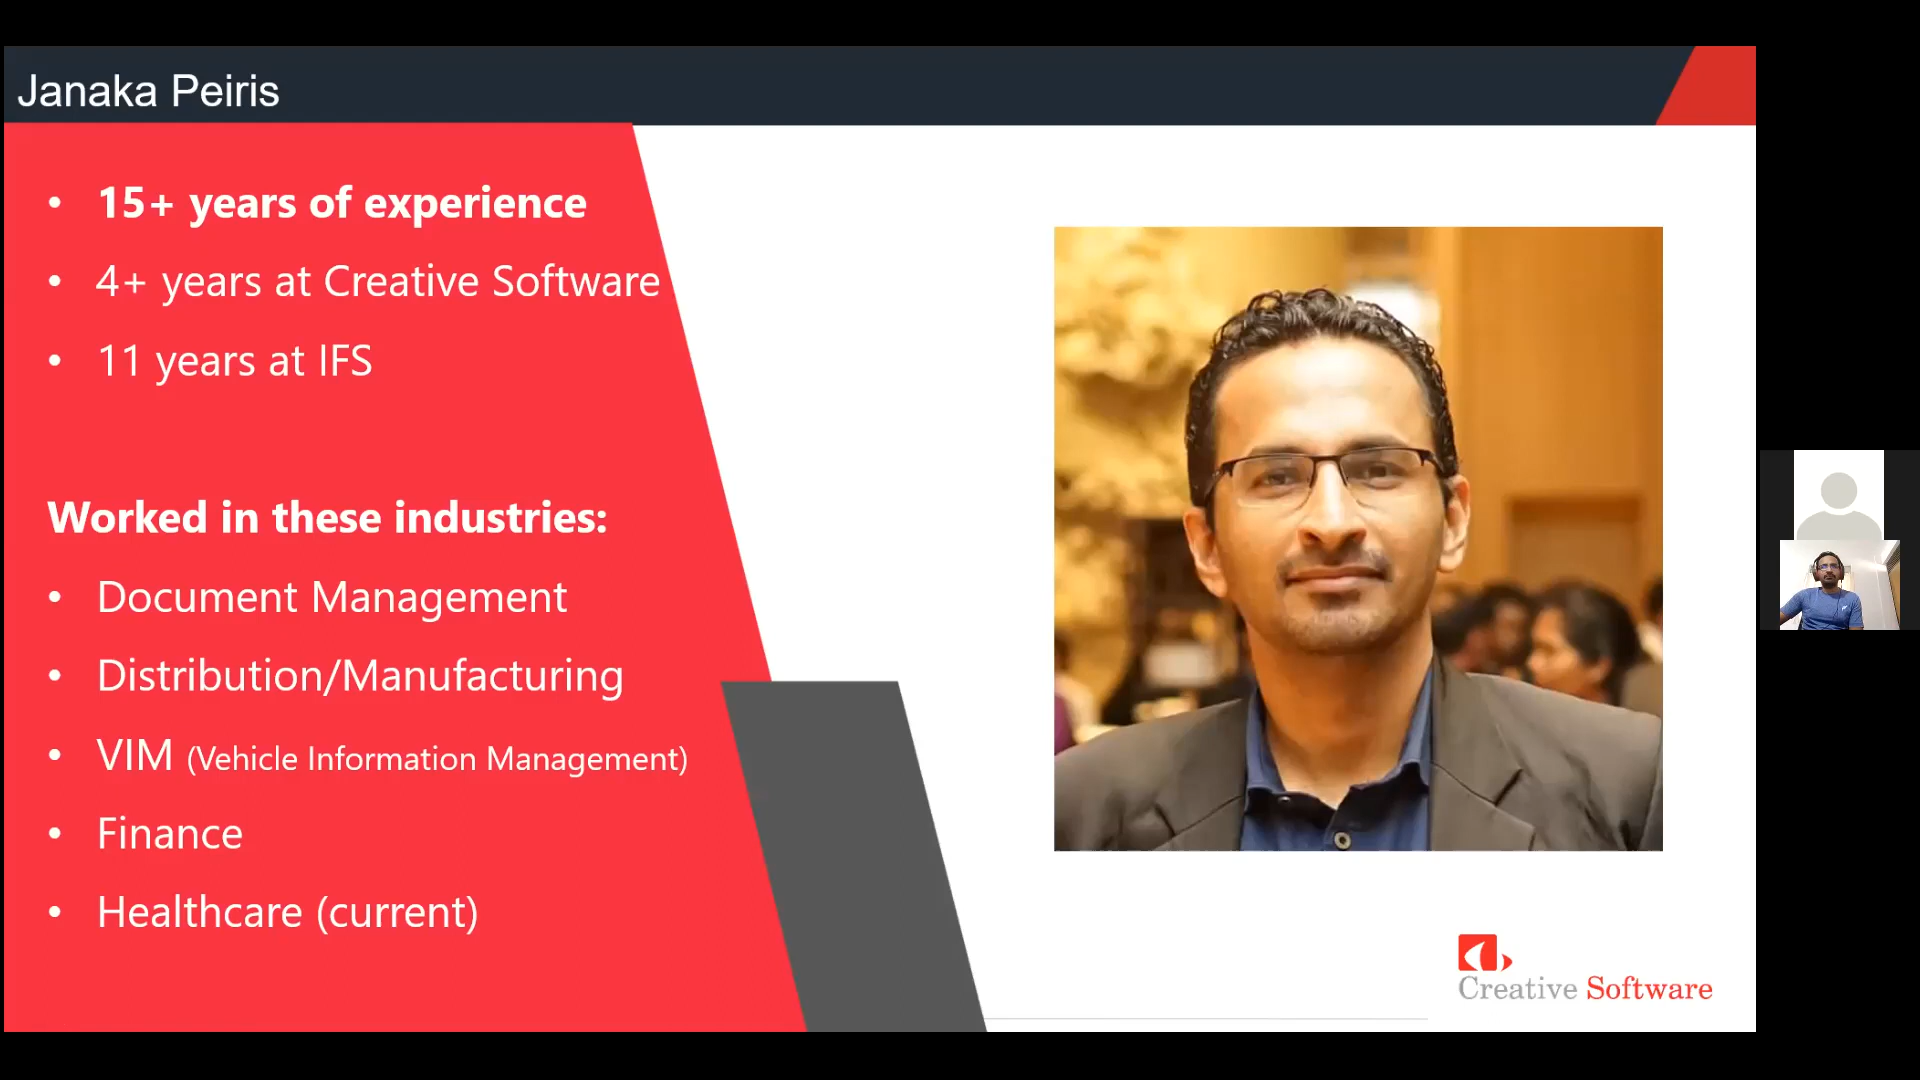 Janaka Peiris
• 15+ years of experience
• 4+ years at Creative Software
• 11 years at IFS
Worked in these industries:
• Document Management
• Distribution/Manufacturing
• VIM (Vehicle Information Management)
• Finance
• Healthcare (current)
Creative Software